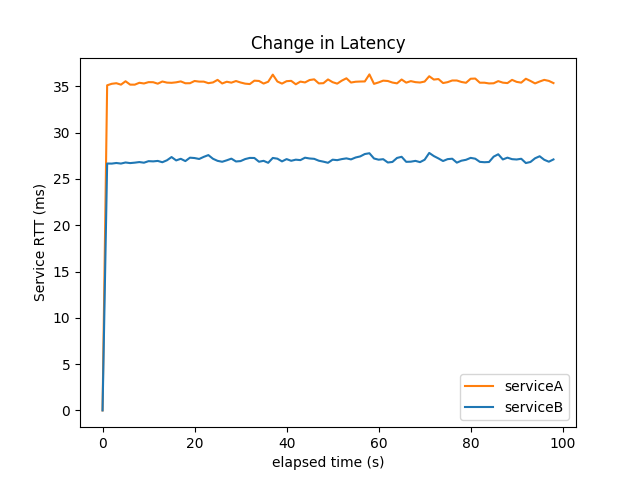 Change in Latency
Service RTT (ms)
35
30
25
20
15
10
5
0
0 20 40 60 80 100
elapsed time (s)
serviceA
serviceB